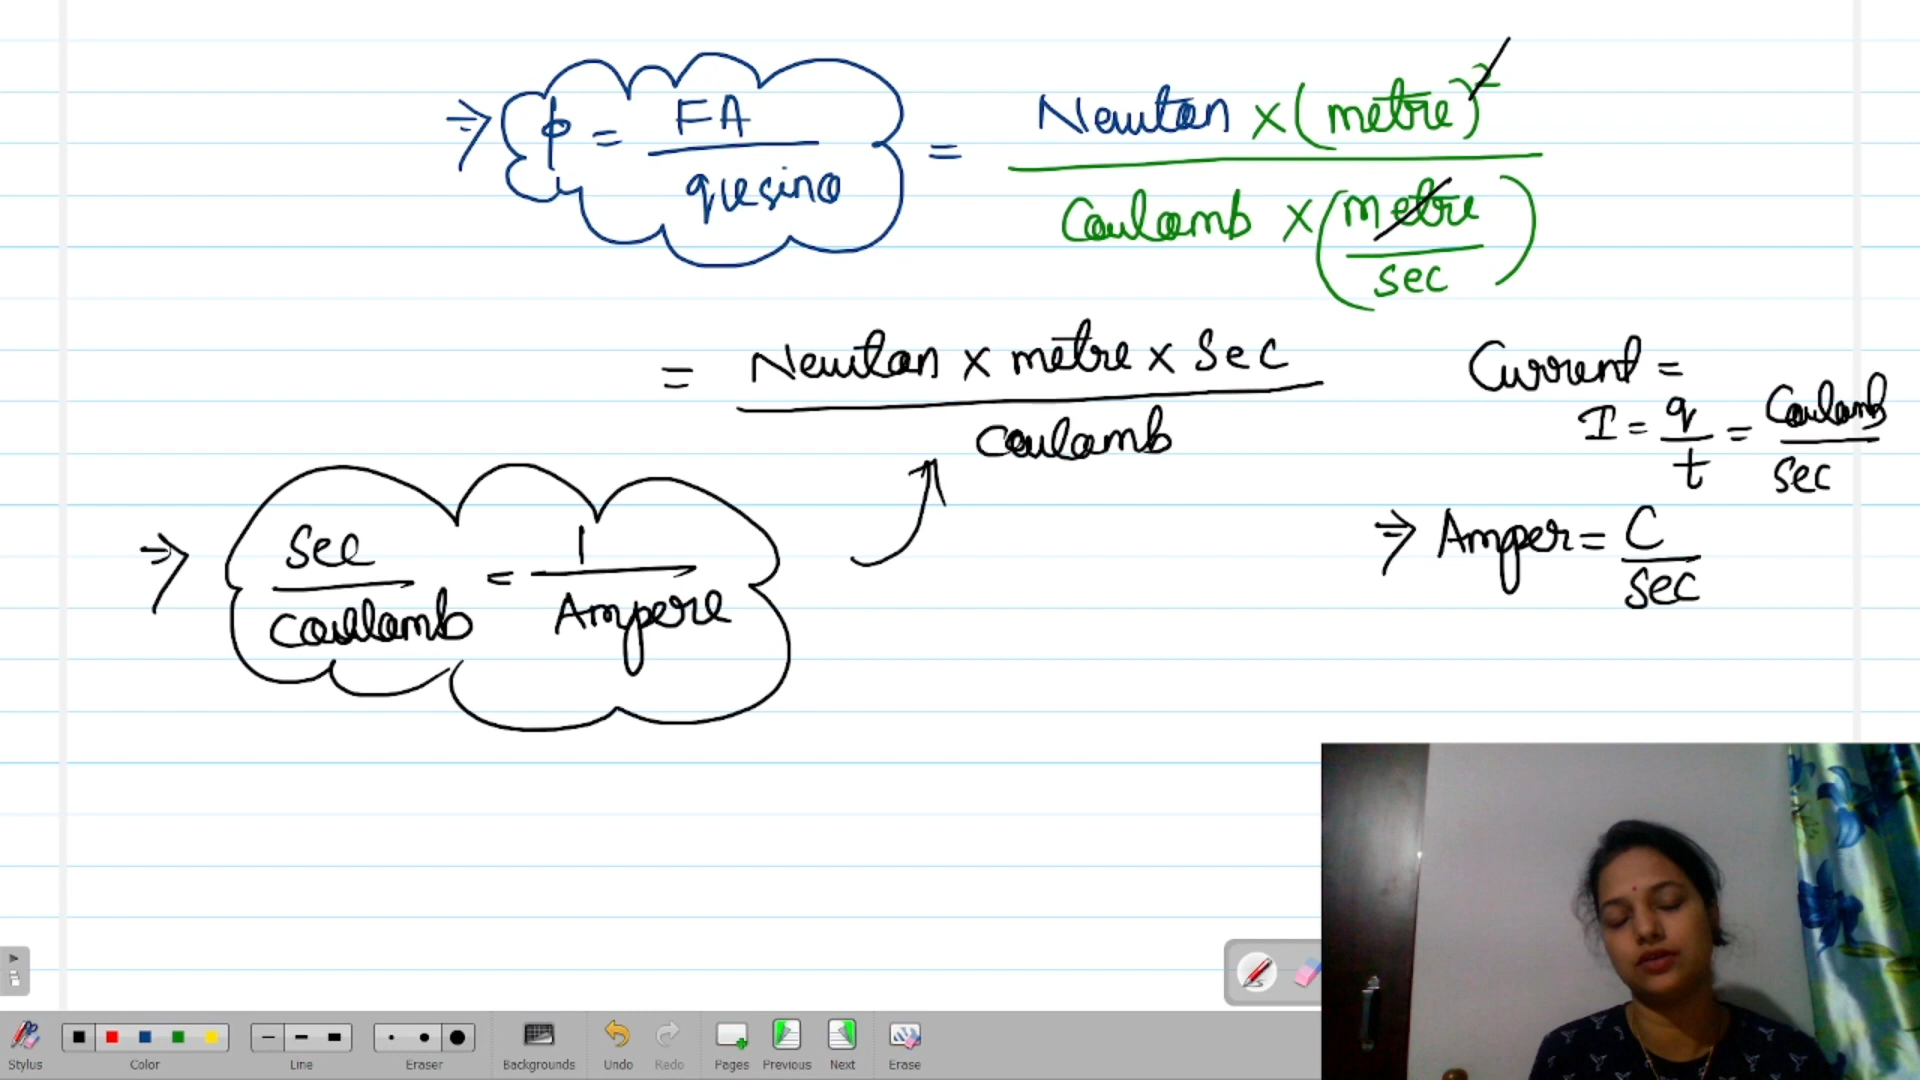 ⇒ ϕ = FA / qvsinθ = Newton × (metre)² / Coulomb × (metre / sec)
= Newton × metre × sec / coulomb
Current =
I = q / t = Coulomb / sec
⇒ Amper = C / sec
⇒ sec / coulomb = 1 / Ampere
Stylus Color Line Eraser Backgrounds Undo Redo Pages Previous Next Erase